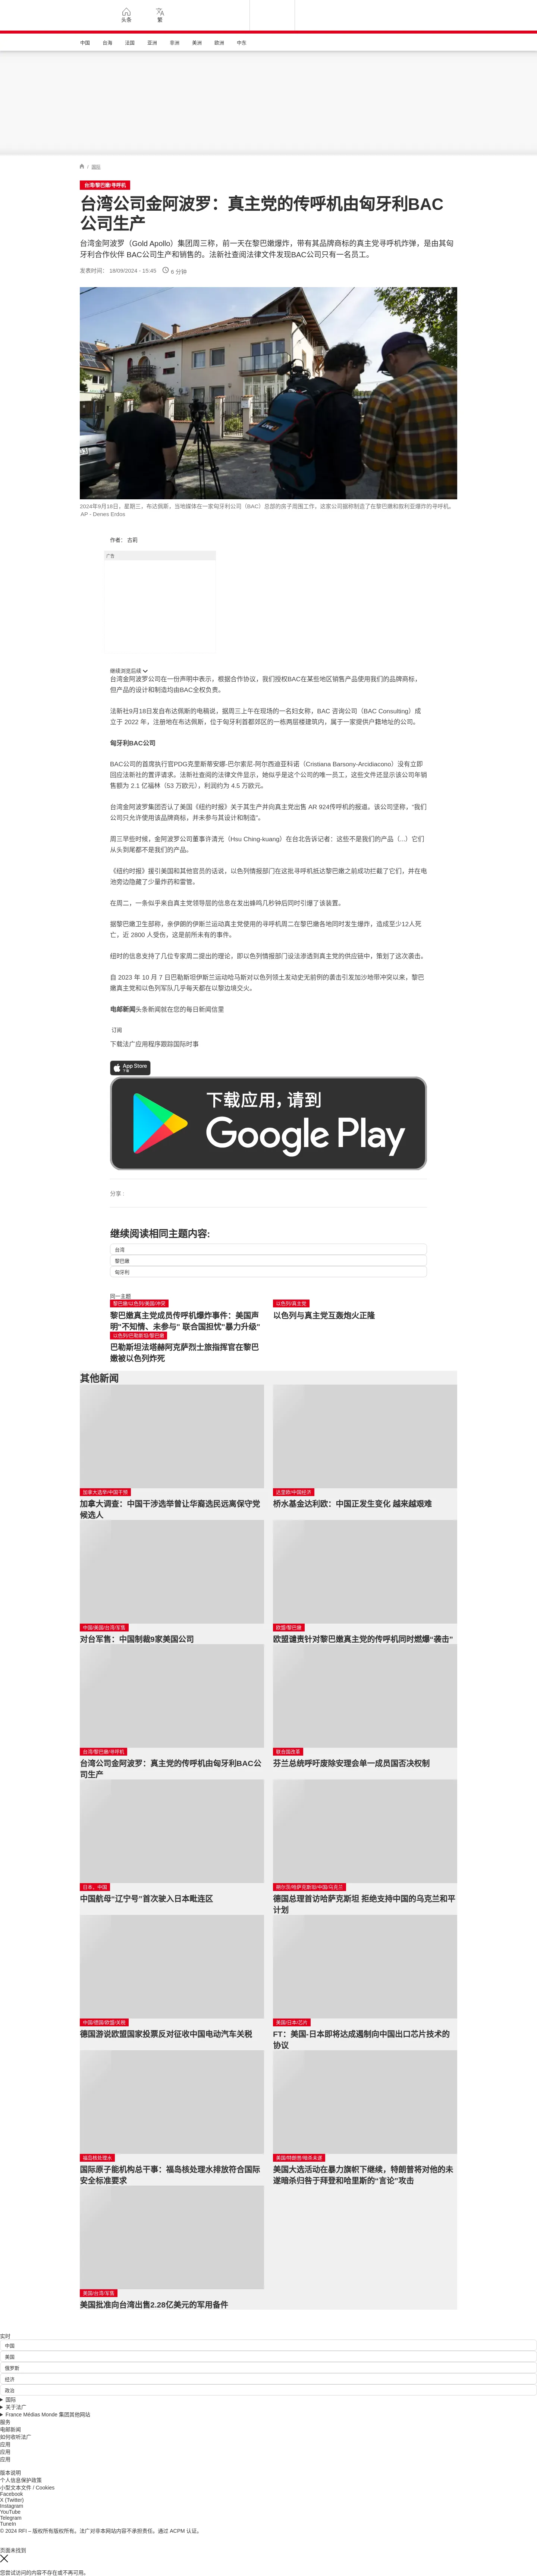 头条
繁
中国
台海
法国
亚洲
非洲
美洲
欧洲
中东
/ 国际
台湾/黎巴嫩/寻呼机
台湾公司金阿波罗：真主党的传呼机由匈牙利BAC
公司生产
台湾金阿波罗（Gold Apollo）集团周三称，前一天在黎巴嫩爆炸，带有其品牌商标的真主党寻呼机炸弹，是由其匈
牙利合作伙伴 BAC公司生产和销售的。法新社查阅法律文件发现BAC公司只有一名员工。
发表时间： 18/09/2024 - 15:45
6 分钟
2024年9月18日，星期三，布达佩斯，当地媒体在一家匈牙利公司（BAC）总部的房子周围工作，这家公司据称制造了在黎巴嫩和叙利亚爆炸的寻呼机。
AP - Denes Erdos
作者： 古莉
广告
继续浏览后续
台湾金阿波罗公司在一份声明中表示，根据合作协议，我们授权BAC在某些地区销售产品使用我们的品牌商标，
但产品的设计和制造均由BAC全权负责。
法新社9月18日发自布达佩斯的电稿说，据周三上午在现场的一名妇女称，BAC 咨询公司（BAC Consulting）成
立于 2022 年，注册地在布达佩斯，位于匈牙利首都郊区的一栋两层楼建筑内，属于一家提供户籍地址的公司。
匈牙利BAC公司
BAC公司的首席执行官PDG克里斯蒂安娜-巴尔索尼-阿尔西迪亚科诺（Cristiana Barsony-Arcidiacono）没有立即
回应法新社的置评请求。法新社查阅的法律文件显示，她似乎是这个公司的唯一员工，这些文件还显示该公司年销
售额为 2.1 亿福林（53 万欧元），利润约为 4.5 万欧元。
台湾金阿波罗集团否认了美国《纽约时报》关于其生产并向真主党出售 AR 924传呼机的报道。该公司坚称，"我们
公司只允许使用该品牌商标，并未参与其设计和制造"。
周三早些时候，金阿波罗公司董事许清光（Hsu Ching-kuang）在台北告诉记者：这些不是我们的产品（...）它们
从头到尾都不是我们的产品。
《纽约时报》援引美国和其他官员的话说，以色列情报部门在这批寻呼机抵达黎巴嫩之前成功拦截了它们，并在电
池旁边隐藏了少量炸药和雷管。
在周二，一条似乎来自真主党领导层的信息在发出蜂鸣几秒钟后同时引爆了该装置。
据黎巴嫩卫生部称，亲伊朗的伊斯兰运动真主党使用的寻呼机周二在黎巴嫩各地同时发生爆炸，造成至少12人死
亡，近 2800 人受伤，这是前所未有的事件。
纽时的信息支持了几位专家周二提出的理论，即以色列情报部门设法渗透到真主党的供应链中，策划了这次袭击。
自 2023 年 10 月 7 日巴勒斯坦伊斯兰运动哈马斯对以色列领土发动史无前例的袭击引发加沙地带冲突以来，黎巴
嫩真主党和以色列军队几乎每天都在以黎边境交火。
电邮新闻头条新闻就在您的每日新闻信里
订阅
下载法广应用程序跟踪国际时事
App Store
下载
下载应用，请到
Google Play
分享 :
继续阅读相同主题内容:
台湾
黎巴嫩
匈牙利
同一主题
黎巴嫩/以色列/美国/冲突
黎巴嫩真主党成员传呼机爆炸事件：美国声
明"不知情、未参与" 联合国担忧"暴力升级"
以色列/真主党
以色列与真主党互轰炮火正隆
以色列/巴勒斯坦/黎巴嫩
巴勒斯坦法塔赫阿克萨烈士旅指挥官在黎巴
嫩被以色列炸死
其他新闻
加拿大选举/中国干预
加拿大调查：中国干涉选举曾让华裔选民远离保守党
候选人
达里欧/中国经济
桥水基金达利欧：中国正发生变化 越来越艰难
中国/美国/台湾/军售
对台军售：中国制裁9家美国公司
欧盟/黎巴嫩
欧盟谴责针对黎巴嫩真主党的传呼机同时燃爆"袭击"
台湾/黎巴嫩/寻呼机
台湾公司金阿波罗：真主党的传呼机由匈牙利BAC公
司生产
联合国改革
芬兰总统呼吁废除安理会单一成员国否决权制
日本、中国
中国航母“辽宁号”首次驶入日本毗连区
朔尔茨/哈萨克斯坦/中国/乌克兰
德国总理首访哈萨克斯坦 拒绝支持中国的乌克兰和平
计划
中国/德国/欧盟/关税
德国游说欧盟国家投票反对征收中国电动汽车关税
美国/日本/芯片
FT：美国-日本即将达成遏制向中国出口芯片技术的
协议
福岛核处理水
国际原子能机构总干事：福岛核处理水排放符合国际
安全标准要求
美国/特朗普/暗杀未遂
美国大选活动在暴力旗帜下继续，特朗普将对他的未
遂暗杀归咎于拜登和哈里斯的“言论”攻击
美国/台湾/军售
美国批准向台湾出售2.28亿美元的军用备件
实时
中国
美国
俄罗斯
经济
政治
国际
关于法广
France Médias Monde 集团其他网站
服务
电邮新闻
如何收听法广
应用
应用
应用
版本说明
个人信息保护政策
小型文本文件 / Cookies
Facebook
X (Twitter)
Instagram
YouTube
Telegram
TuneIn
© 2024 RFI – 版权所有版权所有。法广对非本网站内容不承担责任。通过 ACPM 认证。
页面未找到
您尝试访问的内容不存在或不再可用。